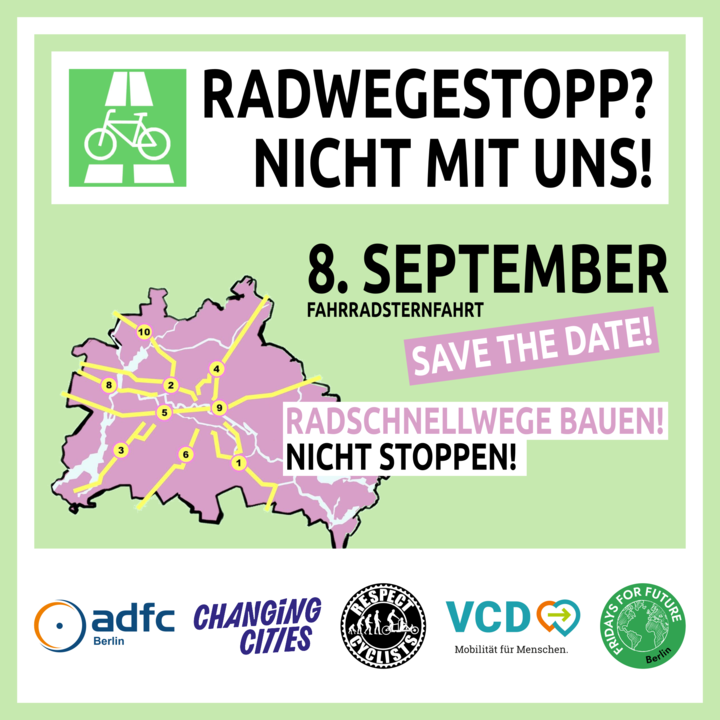 RADWEGESTOPP?
NICHT MIT UNS!
8. SEPTEMBER
FAHRRADSTERNFAHRT
SAVE THE DATE!
RADSCHNELLWEGE BAUEN!
NICHT STOPPEN!
10
4
8
2
5
9
3
6
1
adfc
Berlin
CHANGiNG
CiTiES
RESPECT
CYCLISTS
VCD
Mobilität für Menschen.
FRIDAYS FOR FUTURE
Berlin